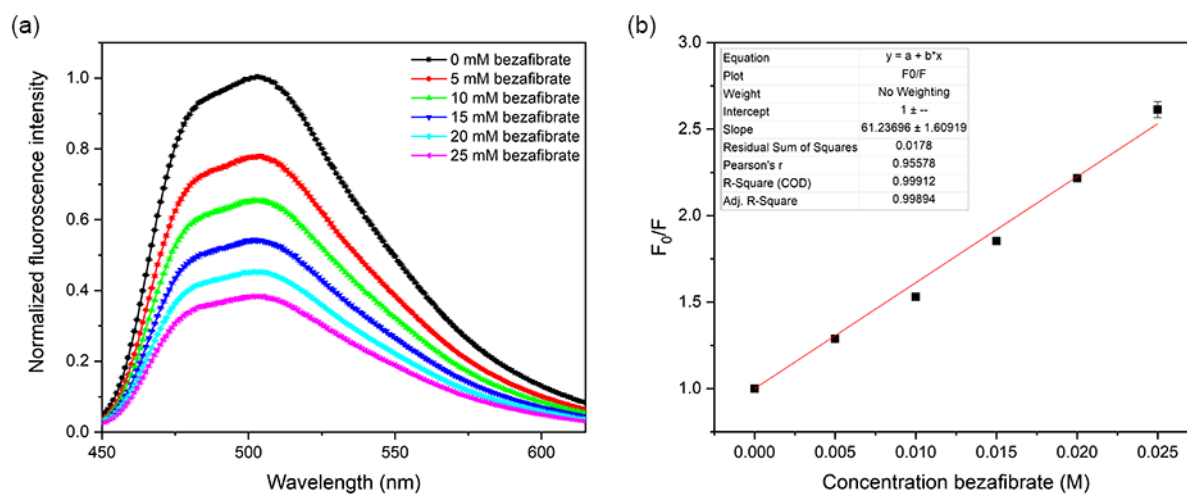 (a)
Normalized fluorescence intensity
1.0
0.8
0.6
0.4
0.2
0.0
450
500
550
600
Wavelength (nm)
0 mM bezafibrate
5 mM bezafibrate
10 mM bezafibrate
15 mM bezafibrate
20 mM bezafibrate
25 mM bezafibrate
(b)
F₀/F
3.0
2.5
2.0
1.5
1.0
0.000
0.005
0.010
0.015
0.020
0.025
Concentration bezafibrate (M)
Equation y = a + b*x
Plot F0/F
Weight No Weighting
Intercept 1 ± --
Slope 61.23696 ± 1.60919
Residual Sum of Squares 0.0178
Pearson's r 0.95578
R-Square (COD) 0.99912
Adj. R-Square 0.99894